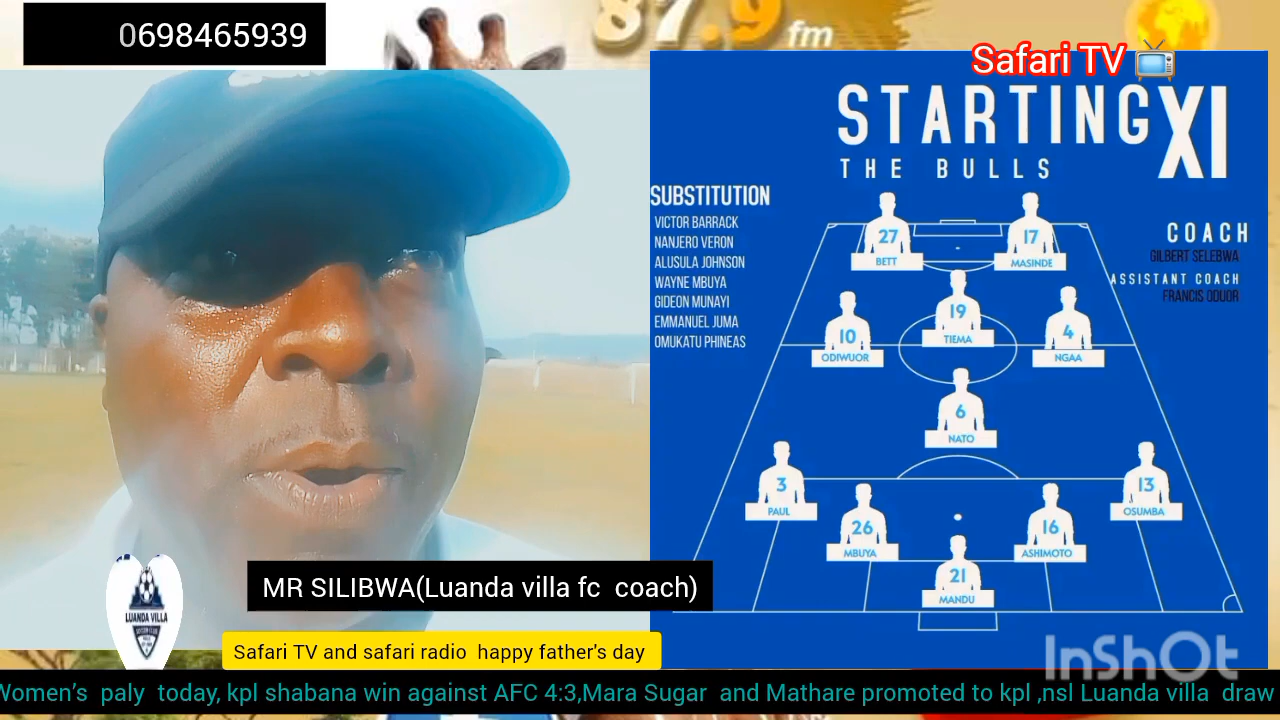 0698465939
87.9 fm
Safari TV 📺
STARTING XI
THE BULLS
SUBSTITUTION
VICTOR BARRACK
NANJERO VERON
ALUSULA JOHNSON
WAYNE MBUYA
GIDEON MUNAYI
EMMANUEL JUMA
OMUKATU PHINEAS
COACH
GILBERT SELEBWA
ASSISTANT COACH
FRANCIS ODUOR
27
BETT
17
MASINDE
19
TIEMA
10
ODIWUOR
4
NGAA
6
NATO
3
PAUL
13
OSUMBA
26
MBUYA
16
ASHIMOTO
21
MANDU
LUANDA VILLA
MR SILIBWA(Luanda villa fc coach)
Safari TV and safari radio happy father's day
InShOt
Women's paly today, kpl shabana win against AFC 4:3,Mara Sugar and Mathare promoted to kpl ,nsl Luanda villa draw